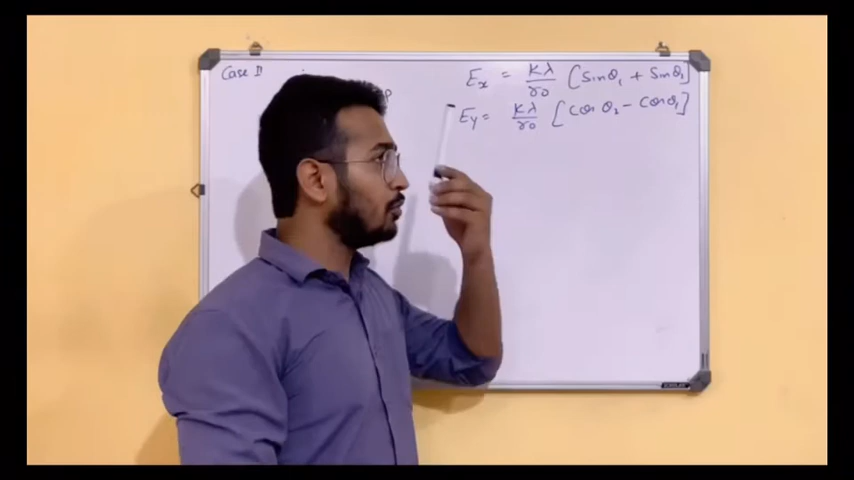 Case II
Ex = Kλ/r0 [Sinθ1 + Sinθ2]
Ey = Kλ/r0 [Cosθ2 - Cosθ1]